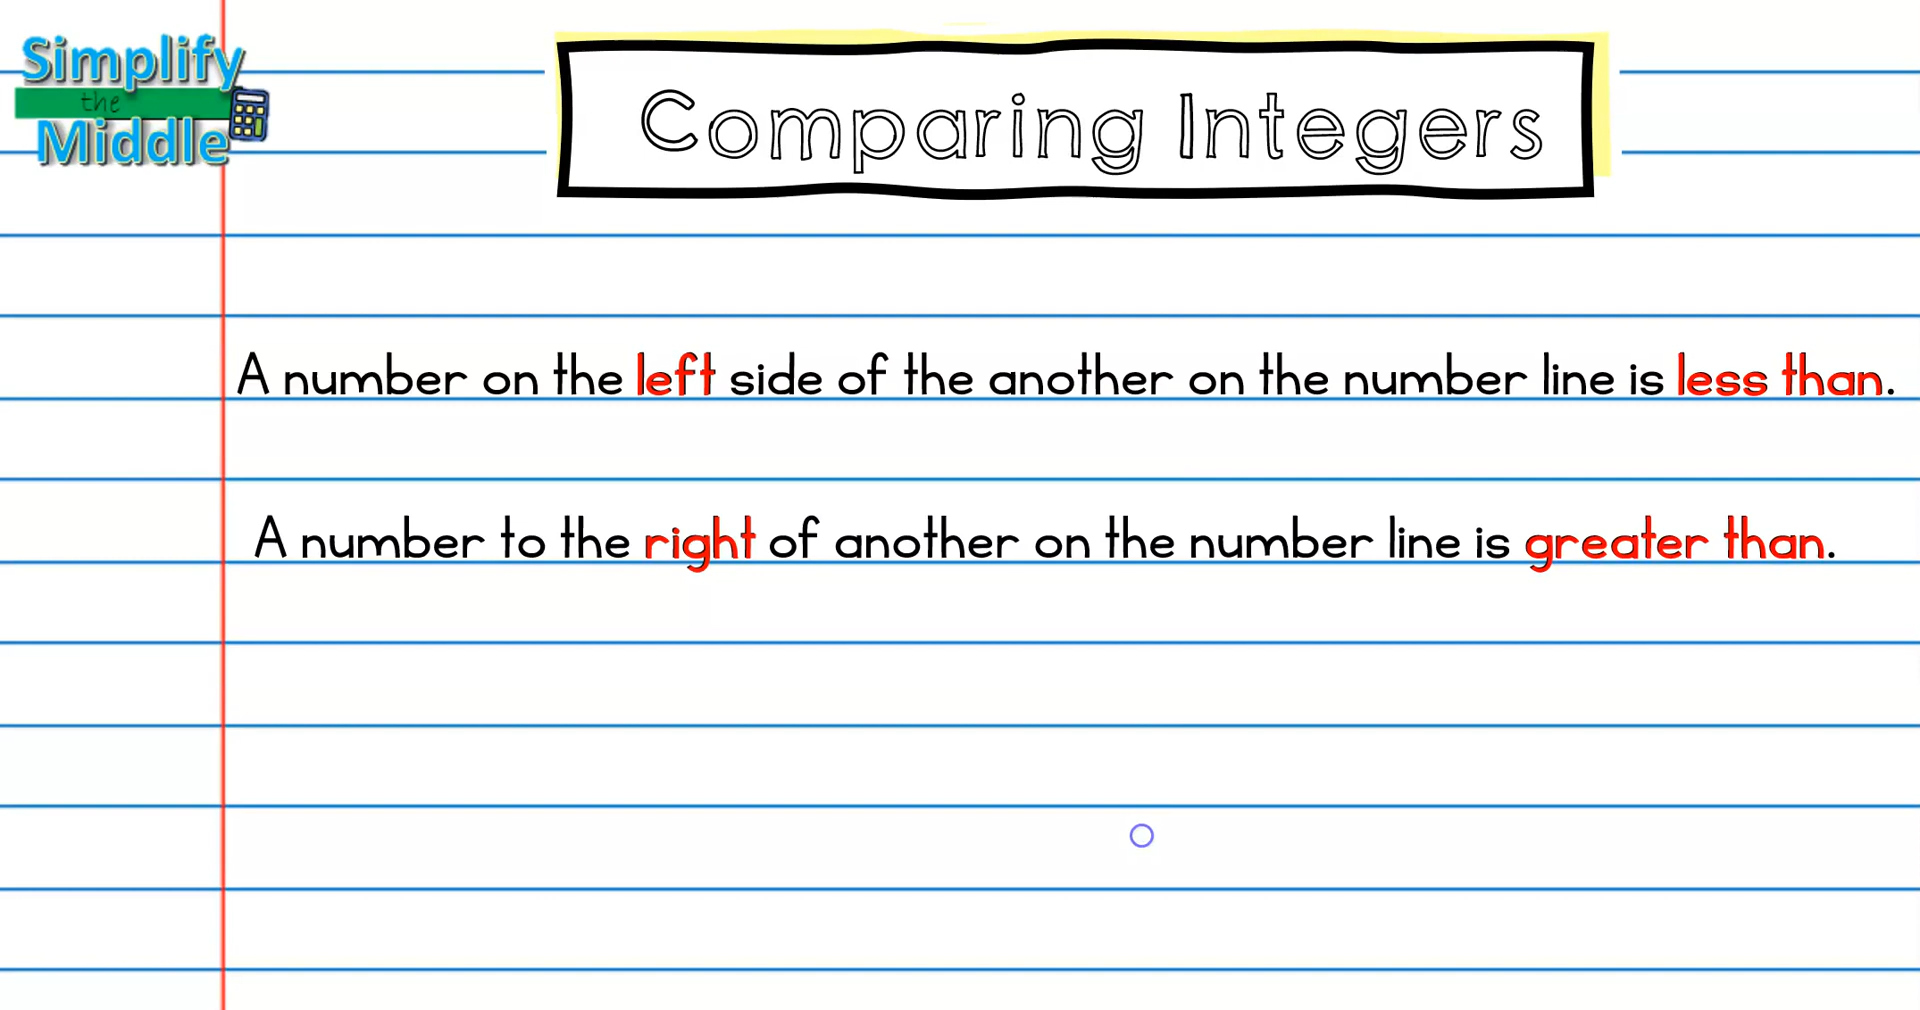 Simplify
the
Middle
Comparing Integers
A number on the left side of the another on the number line is less than.
A number to the right of another on the number line is greater than.